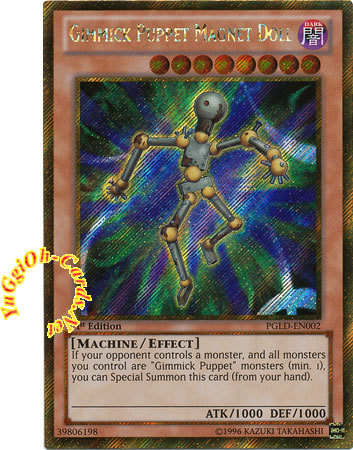 Gimmick Puppet Magnet Doll
DARK
闇
YuGgiOh-Cards.Net
1st Edition
PGLD-EN002
[Machine / Effect]
If your opponent controls a monster, and all monsters
you control are "Gimmick Puppet" monsters (min. 1),
you can Special Summon this card (from your hand).
ATK/1000 DEF/1000
39806198
©1996 KAZUKI TAKAHASHI